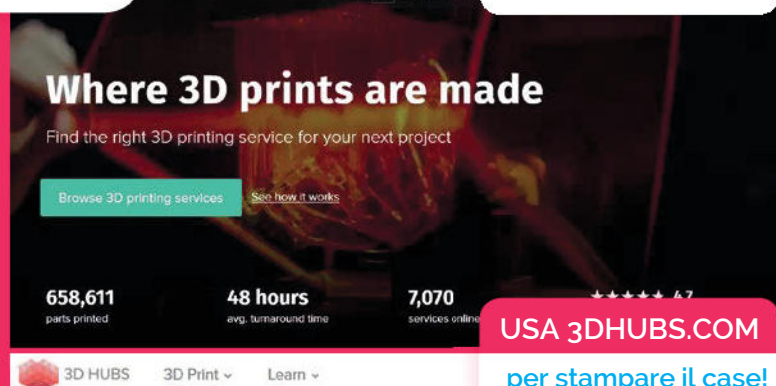 Where 3D prints are made
Find the right 3D printing service for your next project
Browse 3D printing services See how it works
658,611 48 hours 7,070 ★★★★★ 4.7
parts printed avg. turnaround time services online
USA 3DHUBS.COM
3D HUBS 3D Print Learn
per stampare il case!